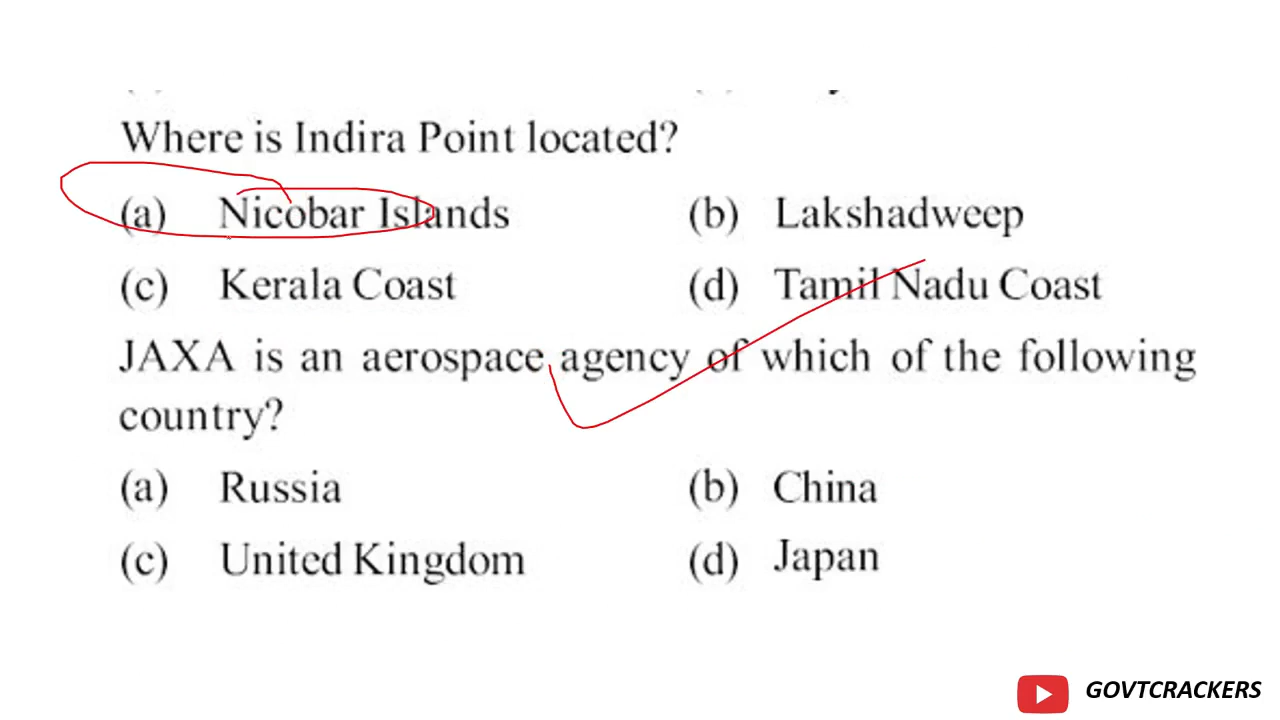 Where is Indira Point located?
(a) Nicobar Islands (b) Lakshadweep
(c) Kerala Coast (d) Tamil Nadu Coast
JAXA is an aerospace agency of which of the following
country?
(a) Russia (b) China
(c) United Kingdom (d) Japan
GOVTCRACKERS